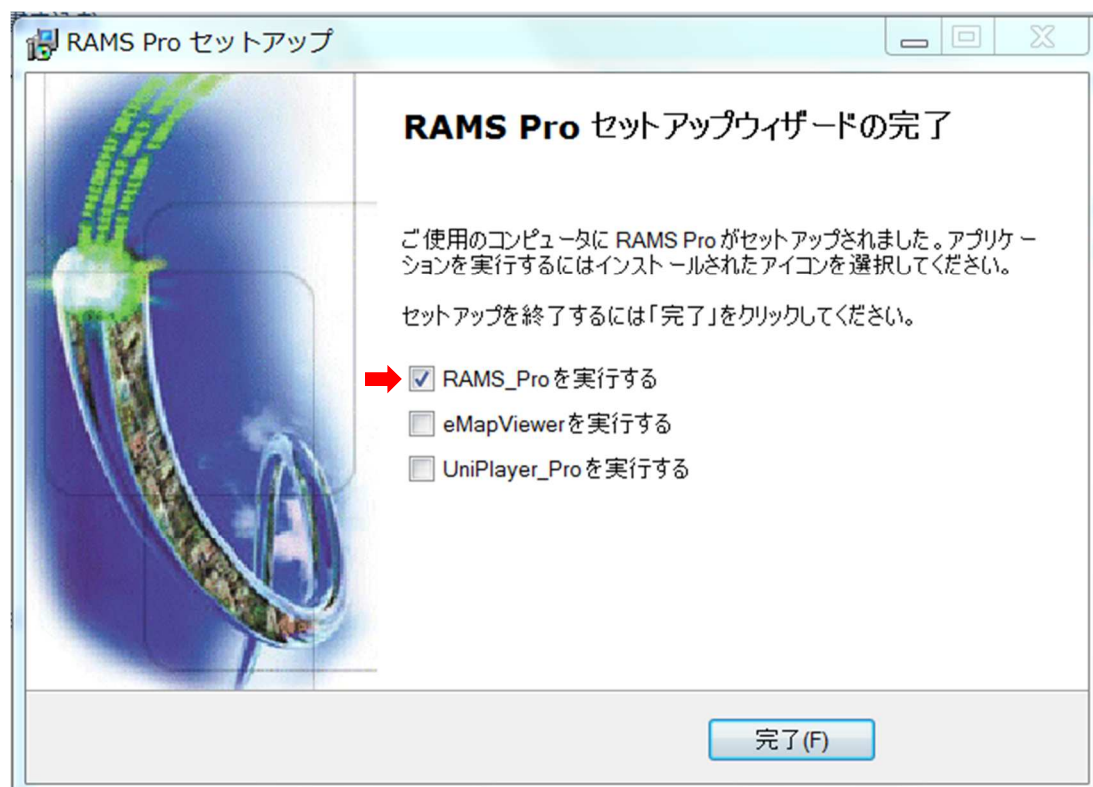 RAMS Pro セットアップ
RAMS Pro セットアップウィザードの完了
ご使用のコンピュータに RAMS Pro がセットアップされました。アプリケー
ションを実行するにはインストールされたアイコンを選択してください。
セットアップを終了するには「完了」をクリックしてください。
RAMS_Proを実行する
eMapViewerを実行する
UniPlayer_Proを実行する
完了(F)